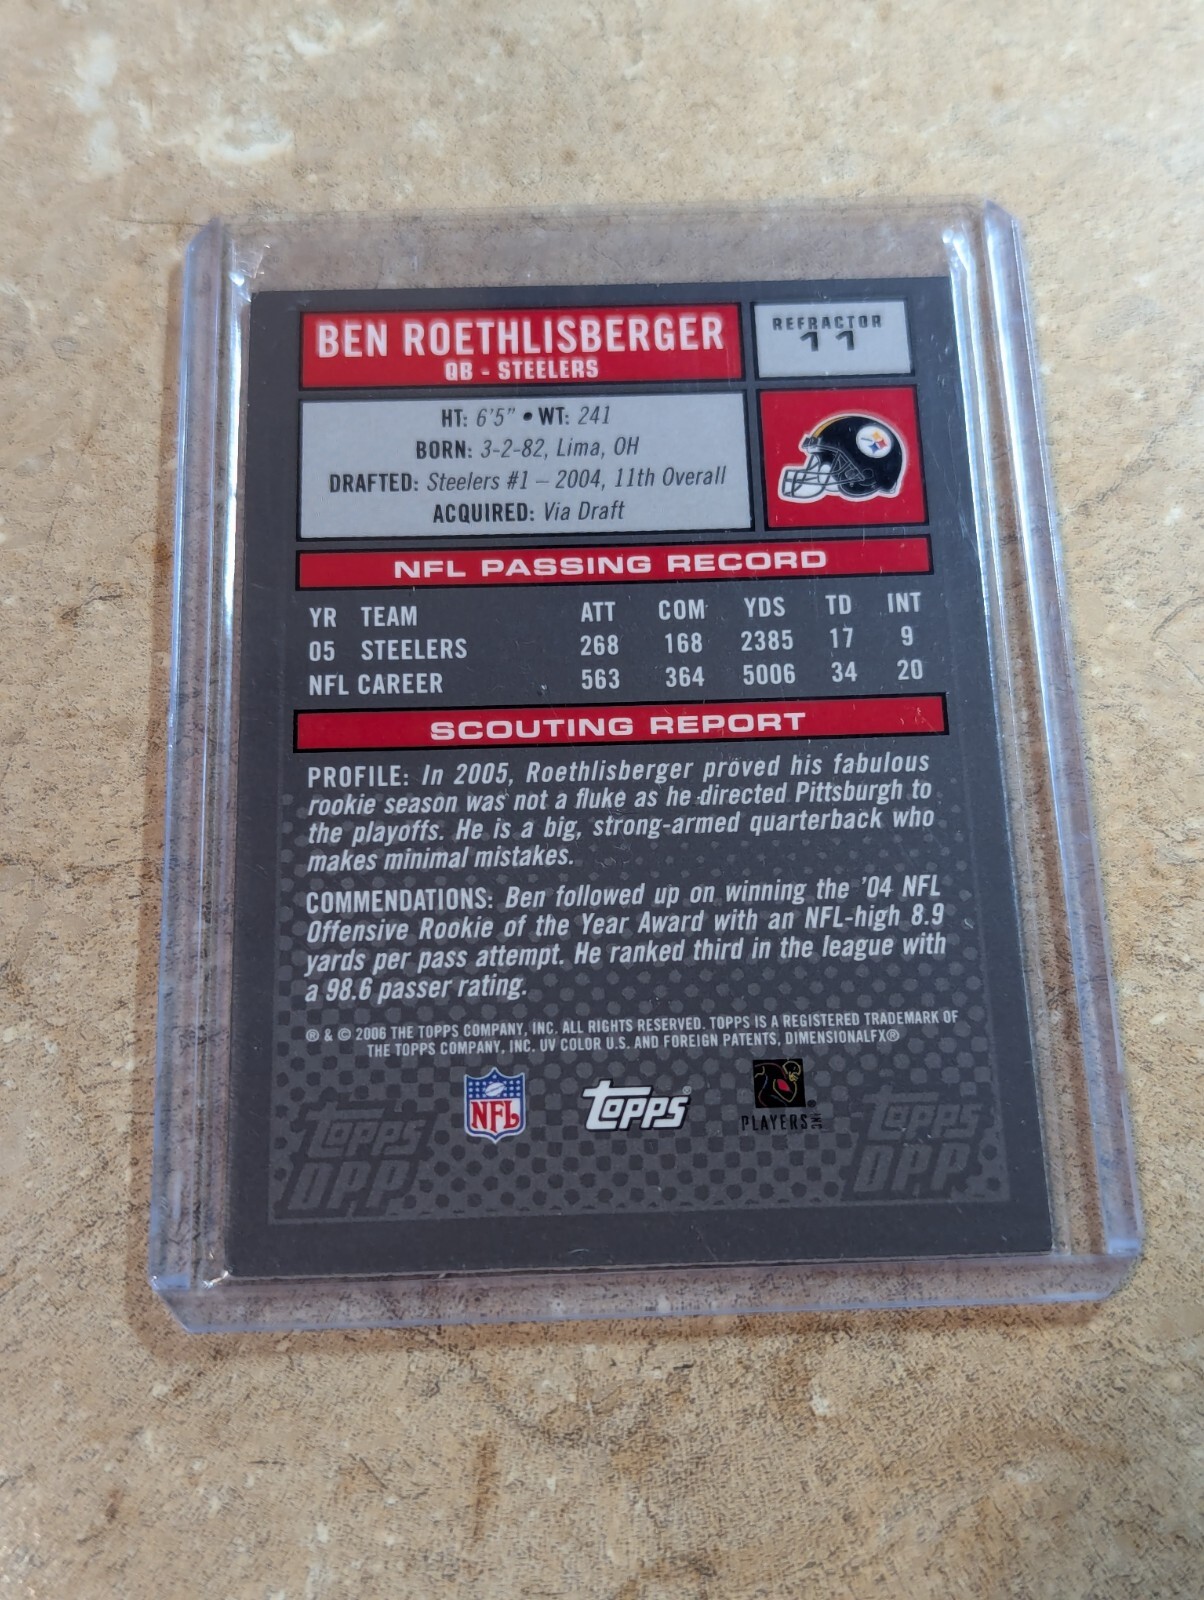 BEN ROETHLISBERGER
QB - STEELERS
REFRACTOR
11
HT: 6'5" • WT: 241
BORN: 3-2-82, Lima, OH
DRAFTED: Steelers #1 – 2004, 11th Overall
ACQUIRED: Via Draft
NFL PASSING RECORD
YR TEAM ATT COM YDS TD INT
05 STEELERS 268 168 2385 17 9
NFL CAREER 563 364 5006 34 20
SCOUTING REPORT
PROFILE: In 2005, Roethlisberger proved his fabulous
rookie season was not a fluke as he directed Pittsburgh to
the playoffs. He is a big, strong-armed quarterback who
makes minimal mistakes.
COMMENDATIONS: Ben followed up on winning the '04 NFL
Offensive Rookie of the Year Award with an NFL-high 8.9
yards per pass attempt. He ranked third in the league with
a 98.6 passer rating.
® & © 2006 THE TOPPS COMPANY, INC. ALL RIGHTS RESERVED. TOPPS IS A REGISTERED TRADEMARK OF
THE TOPPS COMPANY, INC. UV COLOR U.S. AND FOREIGN PATENTS, DIMENSIONALFX®
NFL
Topps®
PLAYERS INC
Topps
DPP
Topps
DPP